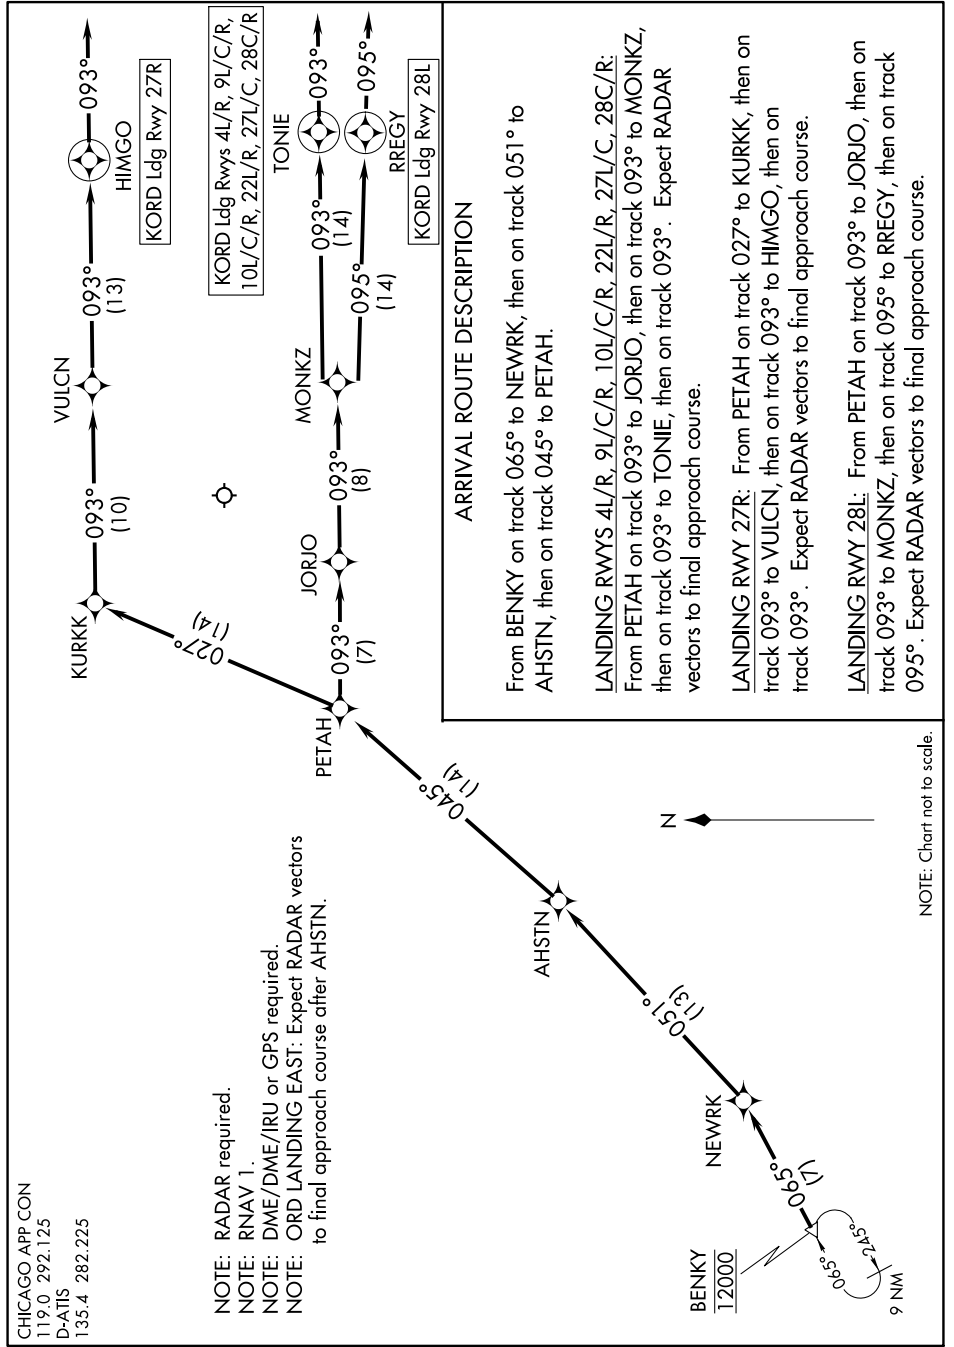 CHICAGO APP CON
119.0 292.125
D-ATIS
135.4 282.225
NOTE: RADAR required.
NOTE: RNAV 1.
NOTE: DME/DME/IRU or GPS required.
NOTE: ORD LANDING EAST: Expect RADAR vectors
to final approach course after AHSTN.
BENKY
12000
065°
245°
9 NM
065°
(7)
NEWRK
051°
(13)
AHSTN
045°
(14)
PETAH
027°
(14)
KURKK
093°
(10)
VULCN
093°
(13)
HIMGO
093°
KORD Ldg Rwy 27R
093°
(7)
JORJO
093°
(8)
MONKZ
093°
(14)
TONIE
093°
KORD Ldg Rwys 4L/R, 9L/C/R,
10L/C/R, 22L/R, 27L/C, 28C/R
095°
(14)
RREGY
095°
KORD Ldg Rwy 28L
N
NOTE: Chart not to scale.
ARRIVAL ROUTE DESCRIPTION
From BENKY on track 065° to NEWRK, then on track 051° to
AHSTN, then on track 045° to PETAH.
LANDING RWYS 4L/R, 9L/C/R, 10L/C/R, 22L/R, 27L/C, 28C/R:
From PETAH on track 093° to JORJO, then on track 093° to MONKZ,
then on track 093° to TONIE, then on track 093°. Expect RADAR
vectors to final approach course.
LANDING RWY 27R: From PETAH on track 027° to KURKK, then on
track 093° to VULCN, then on track 093° to HIMGO, then on
track 093°. Expect RADAR vectors to final approach course.
LANDING RWY 28L: From PETAH on track 093° to JORJO, then on
track 093° to MONKZ, then on track 095° to RREGY, then on track
095°. Expect RADAR vectors to final approach course.